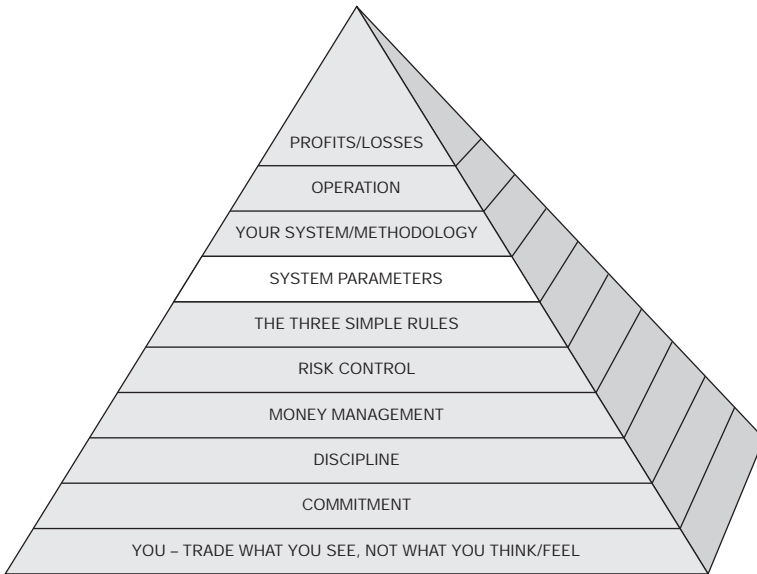 PROFITS/LOSSES
OPERATION
YOUR SYSTEM/METHODOLOGY
SYSTEM PARAMETERS
THE THREE SIMPLE RULES
RISK CONTROL
MONEY MANAGEMENT
DISCIPLINE
COMMITMENT
YOU – TRADE WHAT YOU SEE, NOT WHAT YOU THINK/FEEL